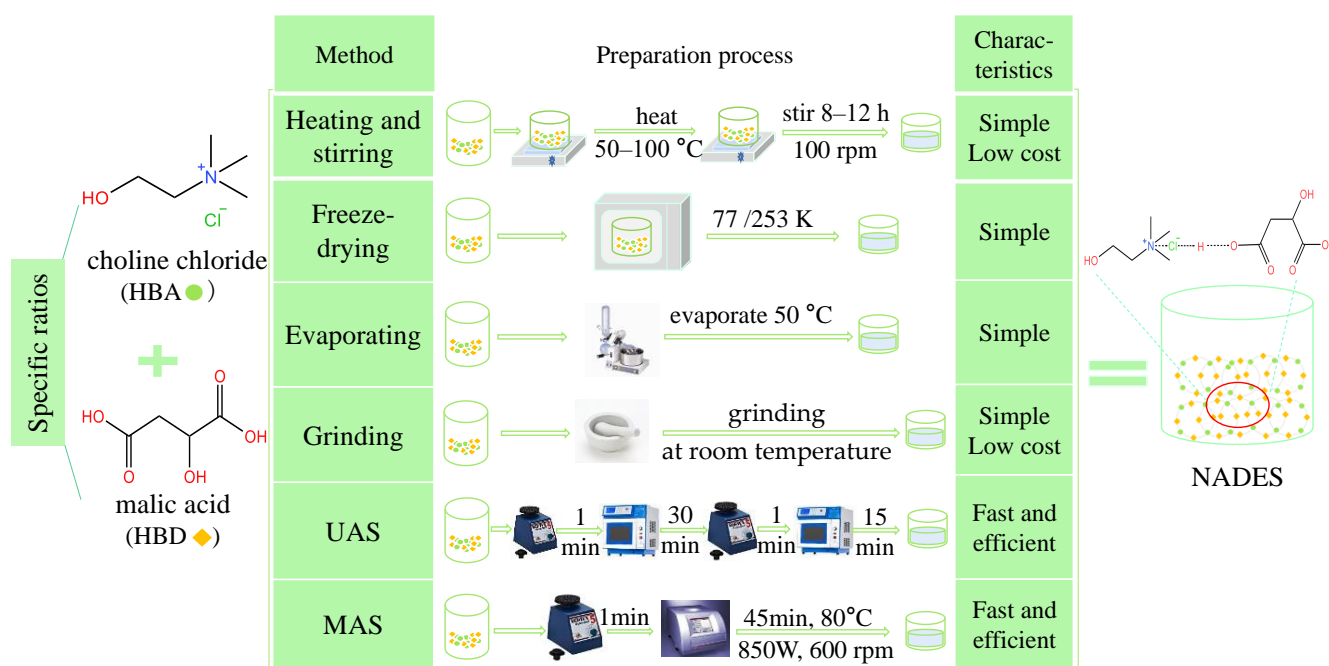 Method
Preparation process
Charac-
teristics
Specific ratios
HO
N
+
Cl⁻
choline chloride
(HBA)
+
O
HO
OH
O
OH
malic acid
(HBD)
Heating and
stirring
heat
50–100 °C
stir 8–12 h
100 rpm
Simple
Low cost
Freeze-
drying
77 /253 K
Simple
Evaporating
evaporate 50 °C
Simple
Grinding
grinding
at room temperature
Simple
Low cost
UAS
1
min
30
min
1
min
15
min
Fast and
efficient
MAS
1min
45min, 80°C
850W, 600 rpm
Fast and
efficient
=
OH
HO
N
+
Cl⁻
H
O
O
O
O
NADES